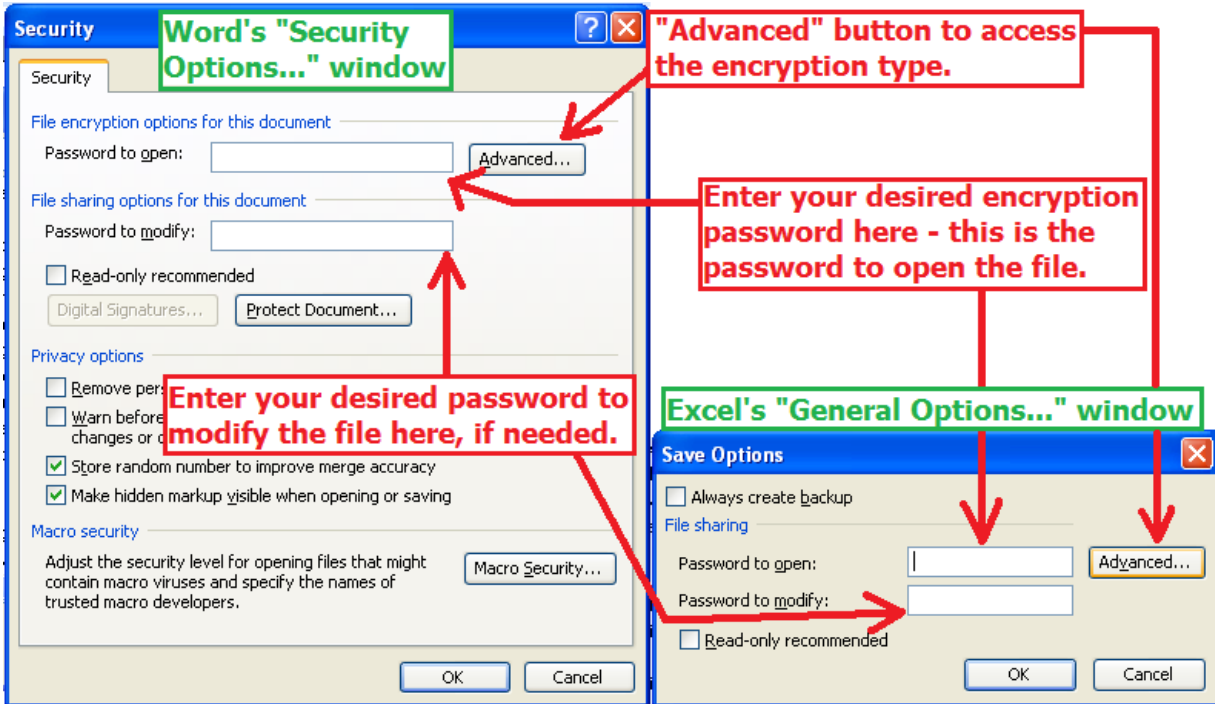 Security
Word's "Security
Options..." window
"Advanced" button to access
the encryption type.
Security
File encryption options for this document
Password to open:
Advanced...
Enter your desired encryption
password here - this is the
password to open the file.
File sharing options for this document
Password to modify:
Read-only recommended
Digital Signatures...
Protect Document...
Privacy options
Remove
Warn before
changes or
Enter your desired password to
modify the file here, if needed.
Store random number to improve merge accuracy
Make hidden markup visible when opening or saving
Macro security
Adjust the security level for opening files that might
contain macro viruses and specify the names of
trusted macro developers.
Macro Security...
OK
Cancel
Excel's "General Options..." window
Save Options
Always create backup
File sharing
Password to open:
Advanced...
Password to modify:
Read-only recommended
OK
Cancel